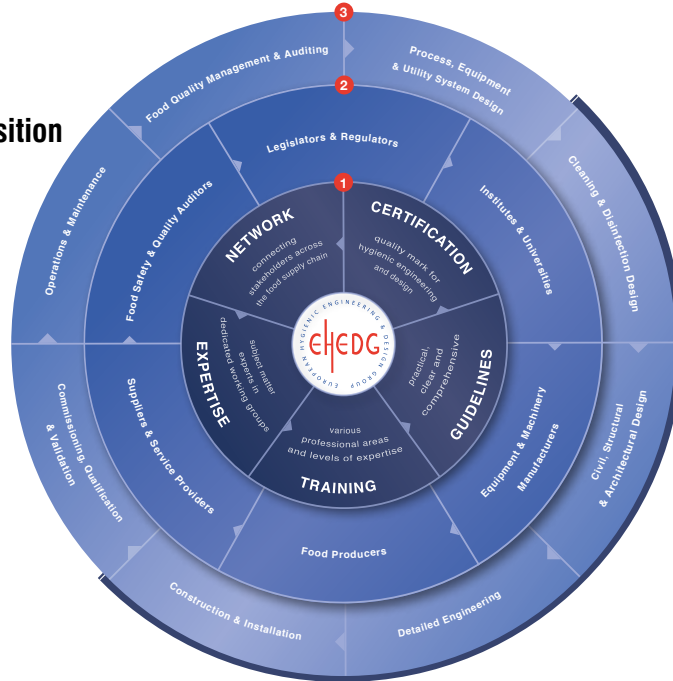 sition
3
Food Quality Management & Auditing
Process, Equipment
& Utility System Design
Cleaning & Disinfection Design
Civil, Structural
& Architectural Design
Detailed Engineering
Construction & Installation
Commissioning, Qualification
& Validation
Operations & Maintenance
2
Legislators & Regulators
Institutes & Universities
Equipment & Machinery
Manufacturers
Food Producers
Suppliers & Service Providers
Food Safety & Quality Auditors
1
NETWORK
connecting
stakeholders across
the food supply chain
CERTIFICATION
quality mark for
hygienic engineering
and design
GUIDELINES
practical,
clear and
comprehensive
TRAINING
various
professional areas
and levels of expertise
EXPERTISE
subject matter
experts in
dedicated working groups
EHEDG
EUROPEAN HYGIENIC ENGINEERING & DESIGN GROUP